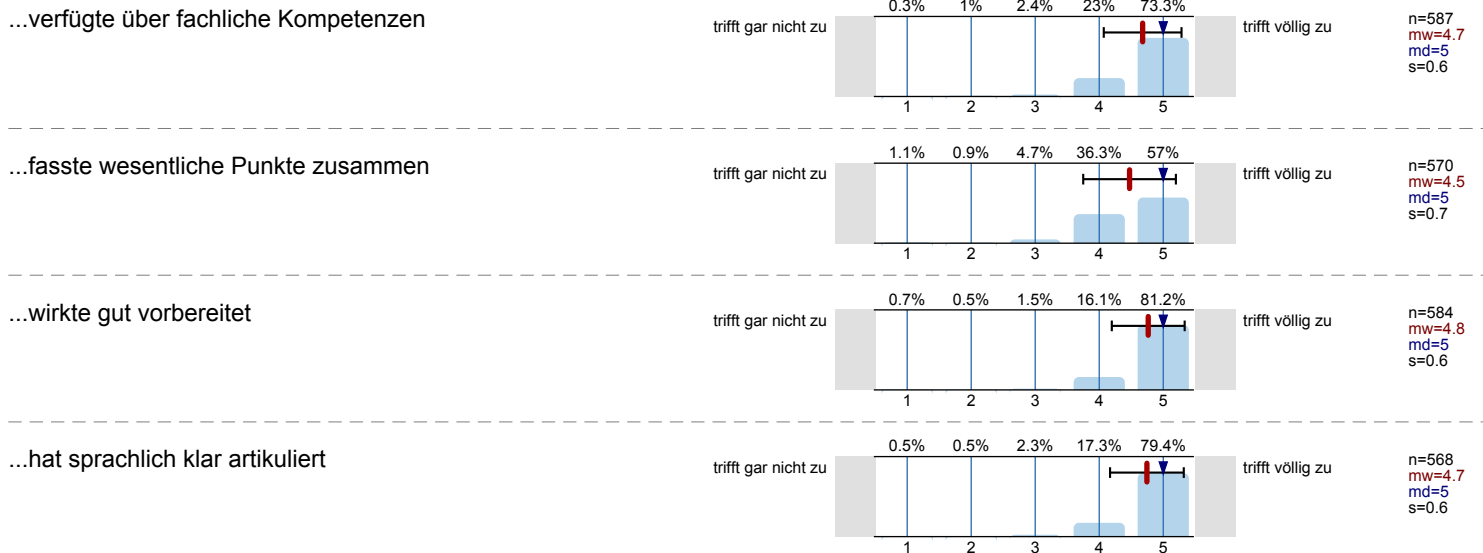 ...verfügte über fachliche Kompetenzen
trifft gar nicht zu
0.3% 1% 2.4% 23% 73.3%
1 2 3 4 5
trifft völlig zu
n=587
mw=4.7
md=5
s=0.6
...fasste wesentliche Punkte zusammen
trifft gar nicht zu
1.1% 0.9% 4.7% 36.3% 57%
1 2 3 4 5
trifft völlig zu
n=570
mw=4.5
md=5
s=0.7
...wirkte gut vorbereitet
trifft gar nicht zu
0.7% 0.5% 1.5% 16.1% 81.2%
1 2 3 4 5
trifft völlig zu
n=584
mw=4.8
md=5
s=0.6
...hat sprachlich klar artikuliert
trifft gar nicht zu
0.5% 0.5% 2.3% 17.3% 79.4%
1 2 3 4 5
trifft völlig zu
n=568
mw=4.7
md=5
s=0.6